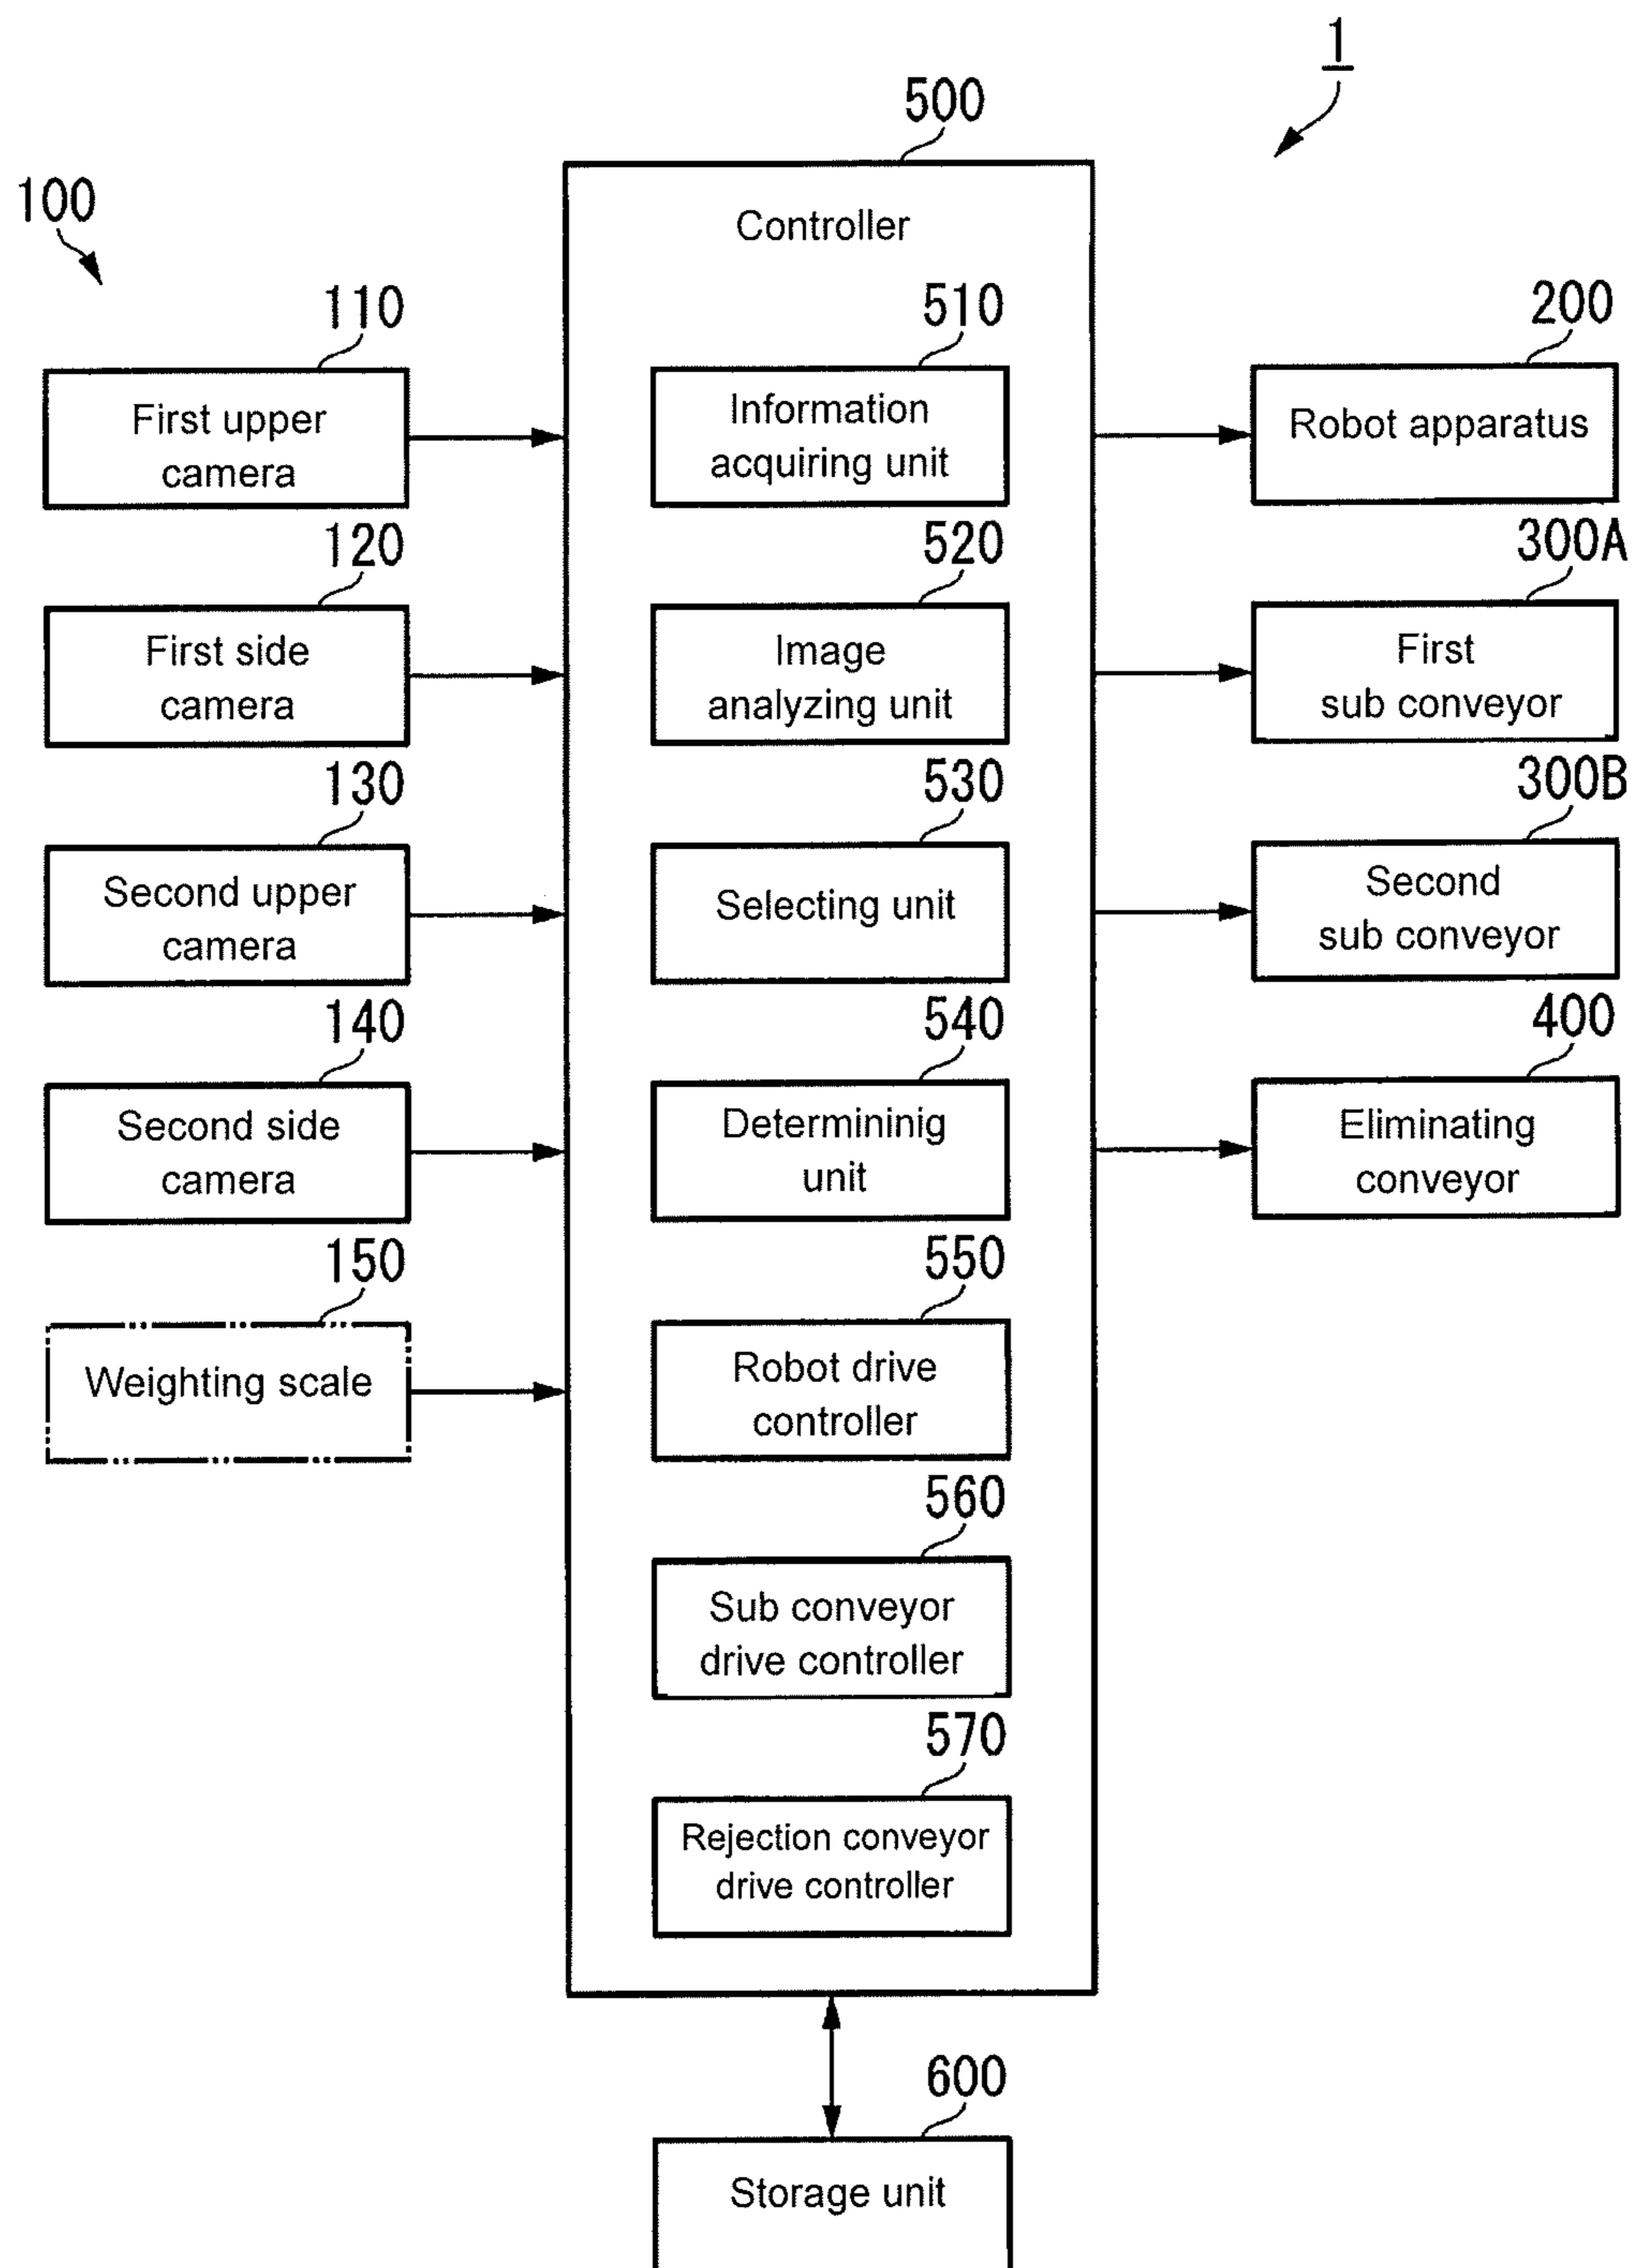 1
500
Controller
100
110
First upper
camera
120
First side
camera
130
Second upper
camera
140
Second side
camera
150
Weighting scale
510
Information
acquiring unit
520
Image
analyzing unit
530
Selecting unit
540
Determininig
unit
550
Robot drive
controller
560
Sub conveyor
drive controller
570
Rejection conveyor
drive controller
200
Robot apparatus
300A
First
sub conveyor
300B
Second
sub conveyor
400
Eliminating
conveyor
600
Storage unit